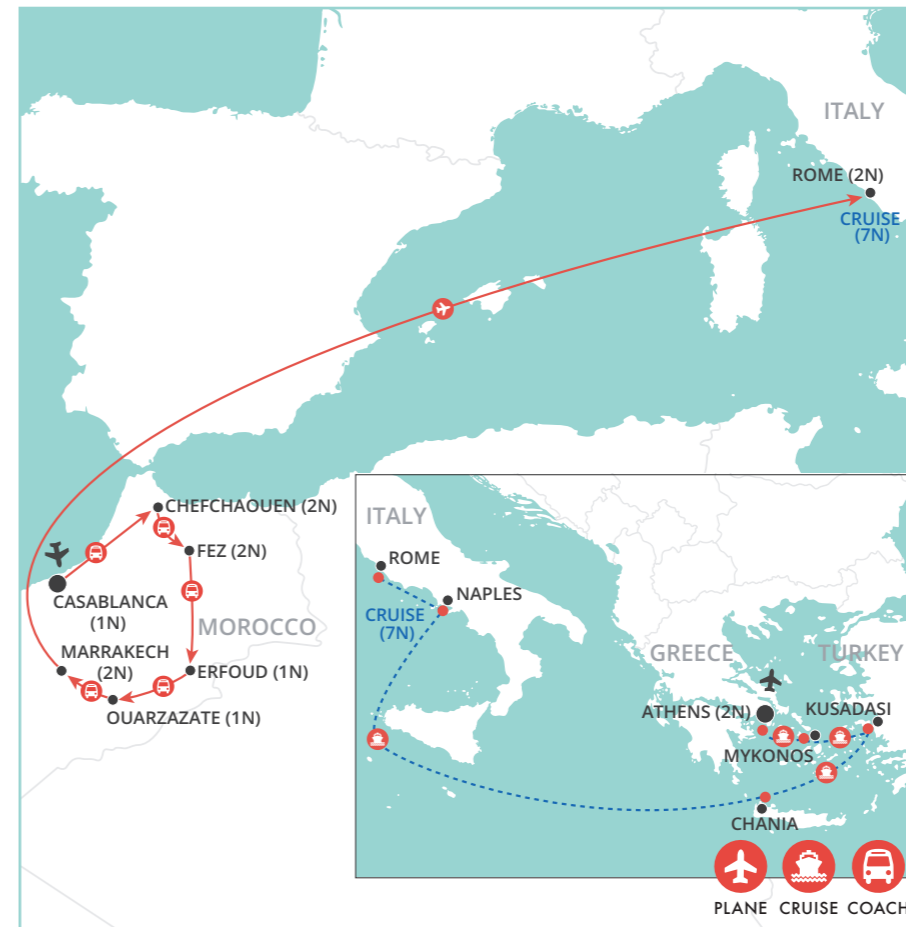 ITALY
ROME (2N)
CRUISE
(7N)
CHEFCHAOUEN (2N)
FEZ (2N)
CASABLANCA
(1N)
MOROCCO
MARRAKECH
(2N)
ERFOUD (1N)
OUARZAZATE (1N)
ITALY
ROME
NAPLES
CRUISE
(7N)
GREECE
TURKEY
ATHENS (2N)
KUSADASI
MYKONOS
CHANIA
PLANE CRUISE COACH